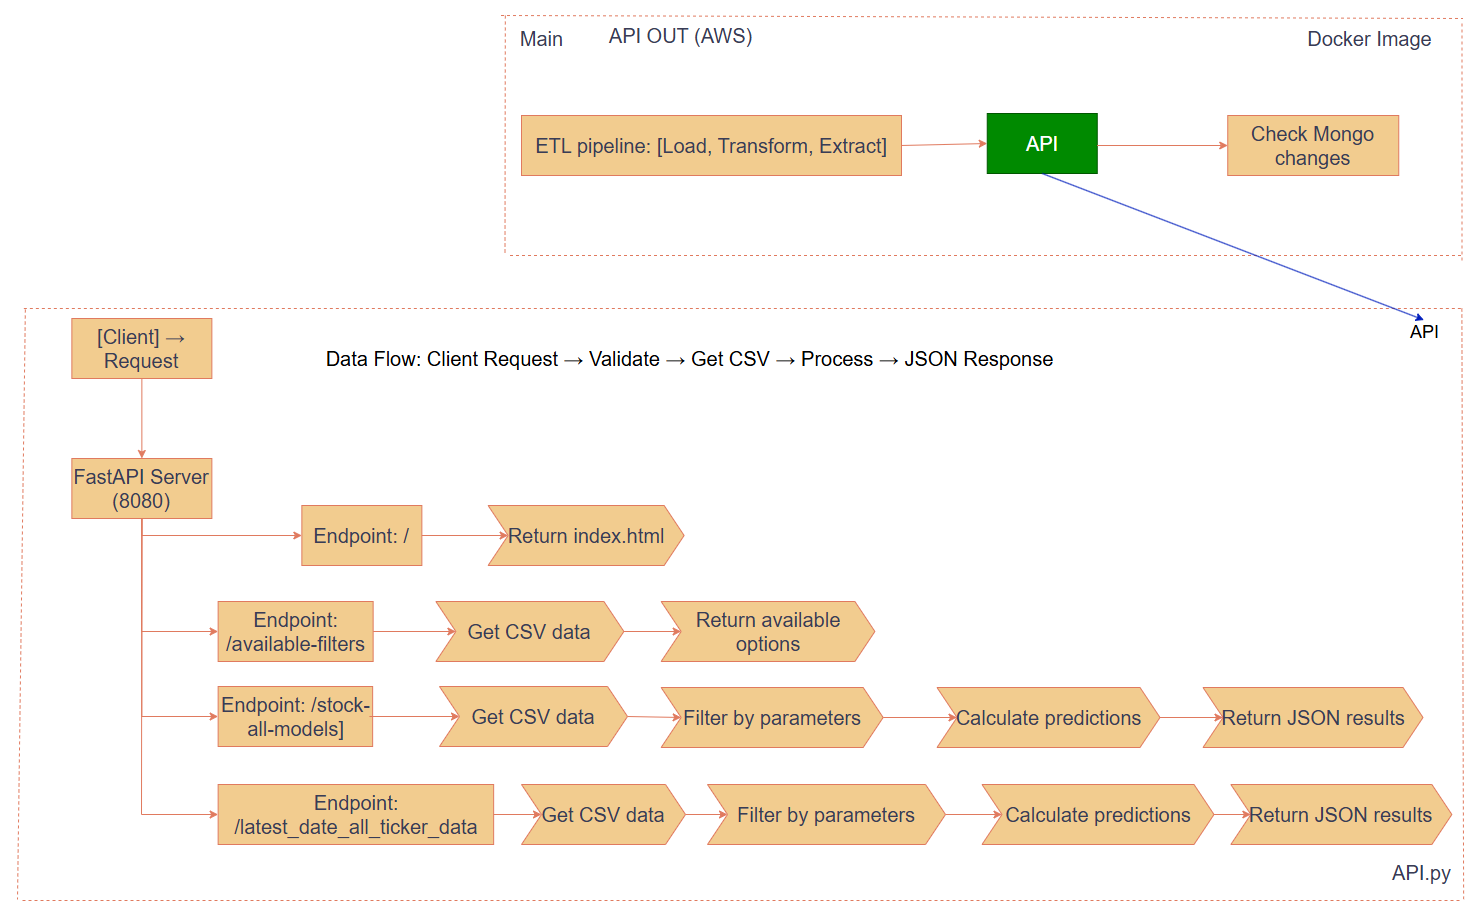 Main
API OUT (AWS)
Docker Image
ETL pipeline: [Load, Transform, Extract]
API
Check Mongo
changes
API
[Client] →
Request
Data Flow: Client Request → Validate → Get CSV → Process → JSON Response
FastAPI Server
(8080)
Endpoint: /
Return index.html
Endpoint:
/available-filters
Get CSV data
Return available
options
Endpoint: /stock-
all-models]
Get CSV data
Filter by parameters
Calculate predictions
Return JSON results
Endpoint:
/latest_date_all_ticker_data
Get CSV data
Filter by parameters
Calculate predictions
Return JSON results
API.py